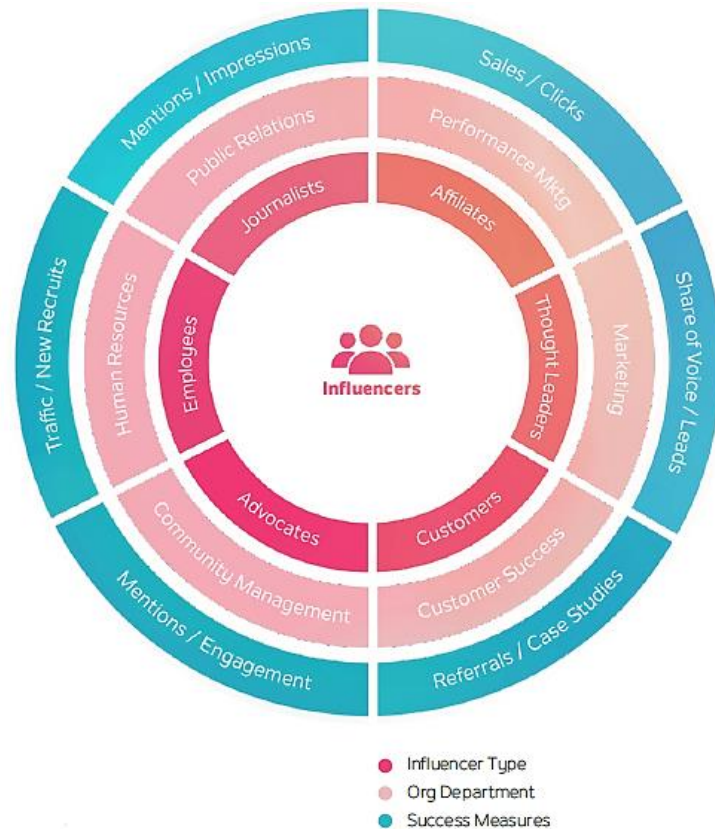 Mentions / Impressions
Sales / Clicks
Public Relations
Performance Mktg
Journalists
Affiliates
Traffic / New Recruits
Human Resources
Employees
Influencers
Thought Leaders
Marketing
Share of Voice / Leads
Advocates
Customers
Community Management
Customer Success
Mentions / Engagement
Referrals / Case Studies
Influencer Type
Org Department
Success Measures